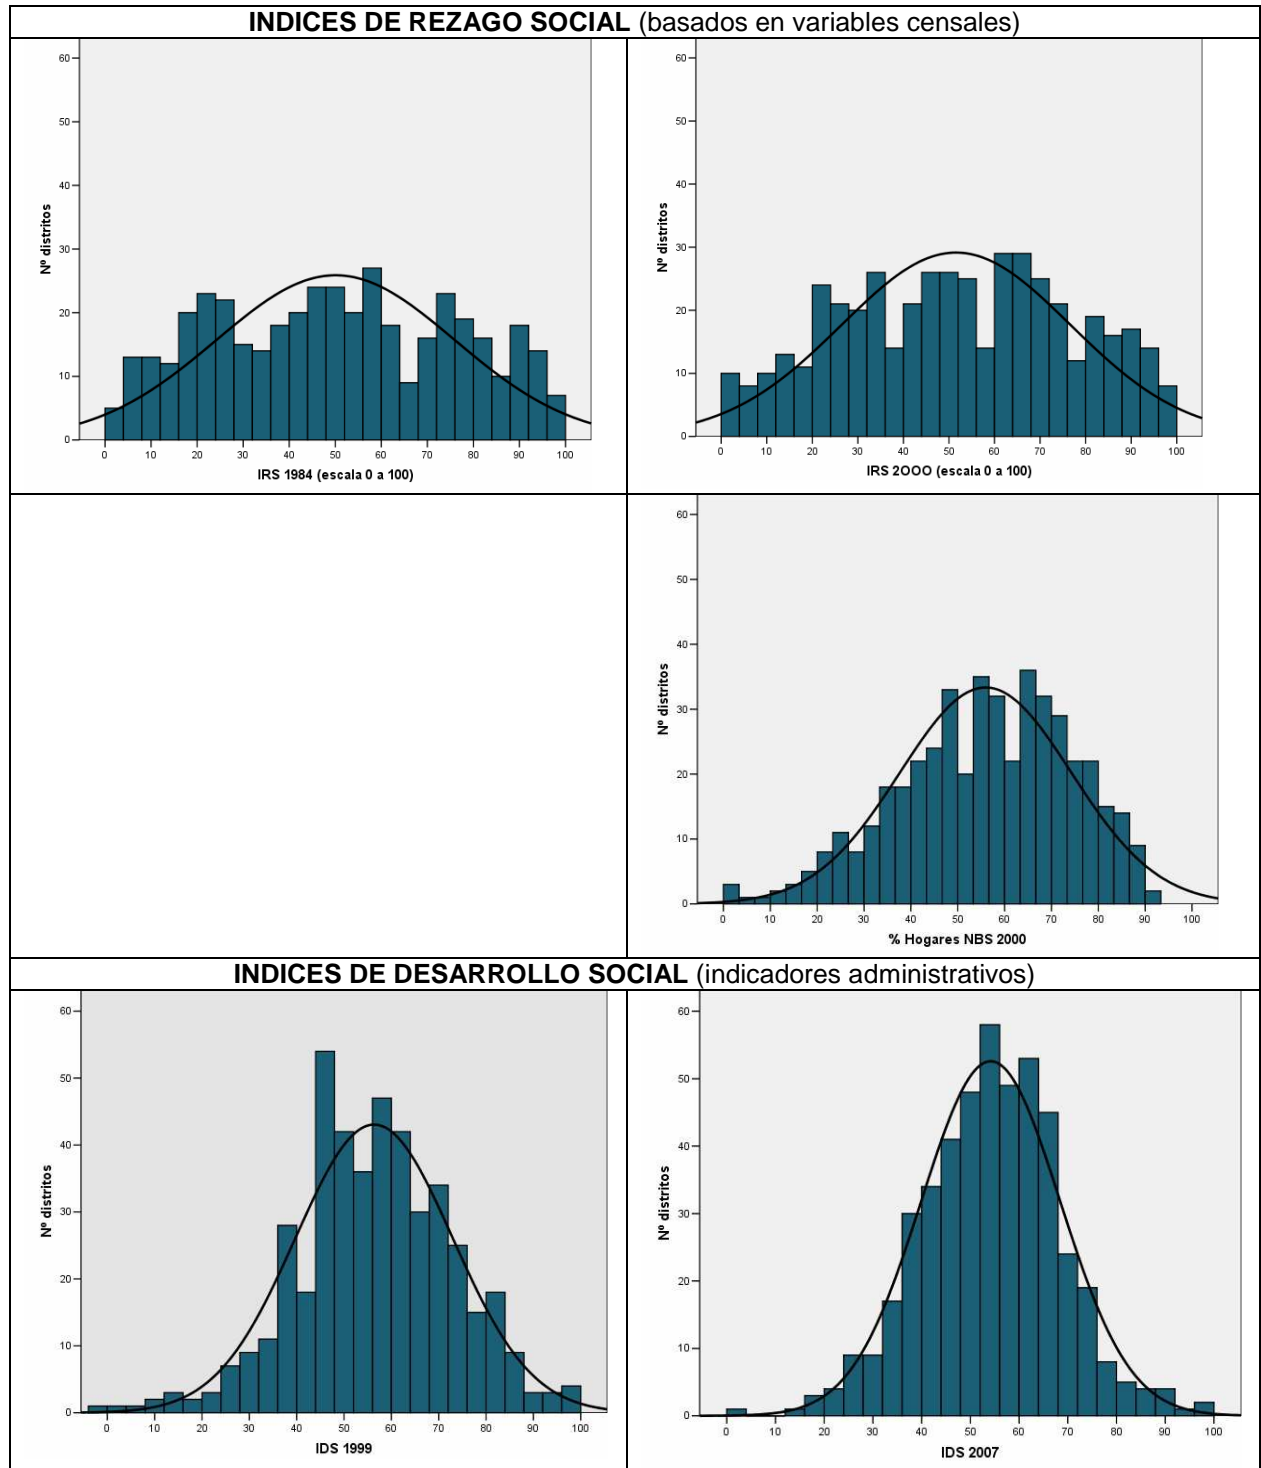 INDICES DE REZAGO SOCIAL (basados en variables censales)
60
50
40
30
20
10
0
Nº distritos
0 10 20 30 40 50 60 70 80 90 100
IRS 1984 (escala 0 a 100)
60
50
40
30
20
10
0
Nº distritos
0 10 20 30 40 50 60 70 80 90 100
IRS 2OOO (escala 0 a 100)
60
50
40
30
20
10
0
Nº distritos
0 10 20 30 40 50 60 70 80 90 100
% Hogares NBS 2000
INDICES DE DESARROLLO SOCIAL (indicadores administrativos)
60
50
40
30
20
10
0
Nº distritos
0 10 20 30 40 50 60 70 80 90 100
IDS 1999
60
50
40
30
20
10
0
Nº distritos
0 10 20 30 40 50 60 70 80 90 100
IDS 2007